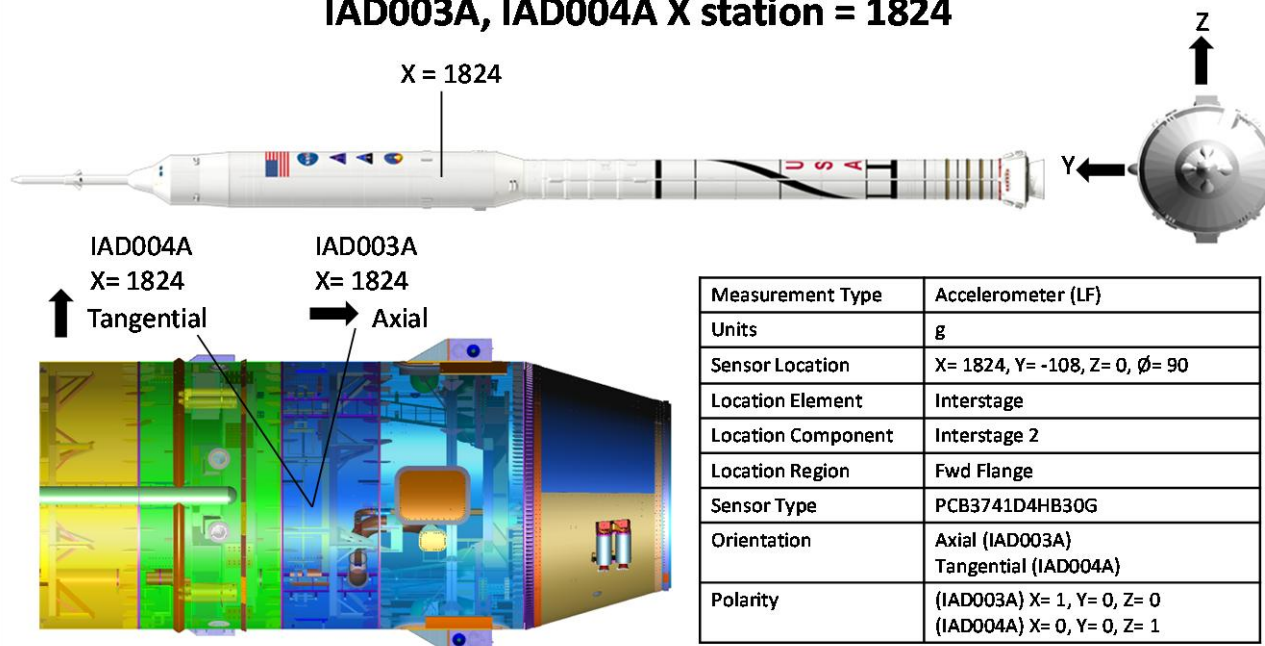 IAD003A, IAD004A X station = 1824
Z
X = 1824
U S A
Y
IAD004A
X= 1824
Tangential
IAD003A
X= 1824
Axial
Measurement Type Accelerometer (LF)
Units g
Sensor Location X= 1824, Y= -108, Z= 0, Ø= 90
Location Element Interstage
Location Component Interstage 2
Location Region Fwd Flange
Sensor Type PCB3741D4HB30G
Orientation Axial (IAD003A)
Tangential (IAD004A)
Polarity (IAD003A) X= 1, Y= 0, Z= 0
(IAD004A) X= 0, Y= 0, Z= 1